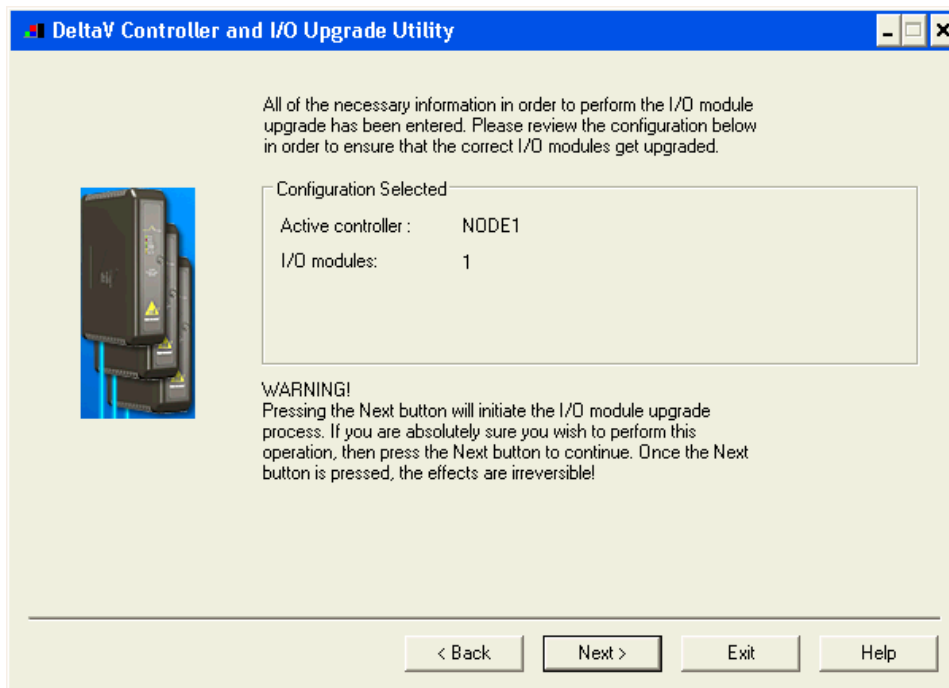 DeltaV Controller and I/O Upgrade Utility
All of the necessary information in order to perform the I/O module
upgrade has been entered. Please review the configuration below
in order to ensure that the correct I/O modules get upgraded.
Configuration Selected
Active controller : NODE1
I/O modules: 1
WARNING!
Pressing the Next button will initiate the I/O module upgrade
process. If you are absolutely sure you wish to perform this
operation, then press the Next button to continue. Once the Next
button is pressed, the effects are irreversible!
< Back Next > Exit Help